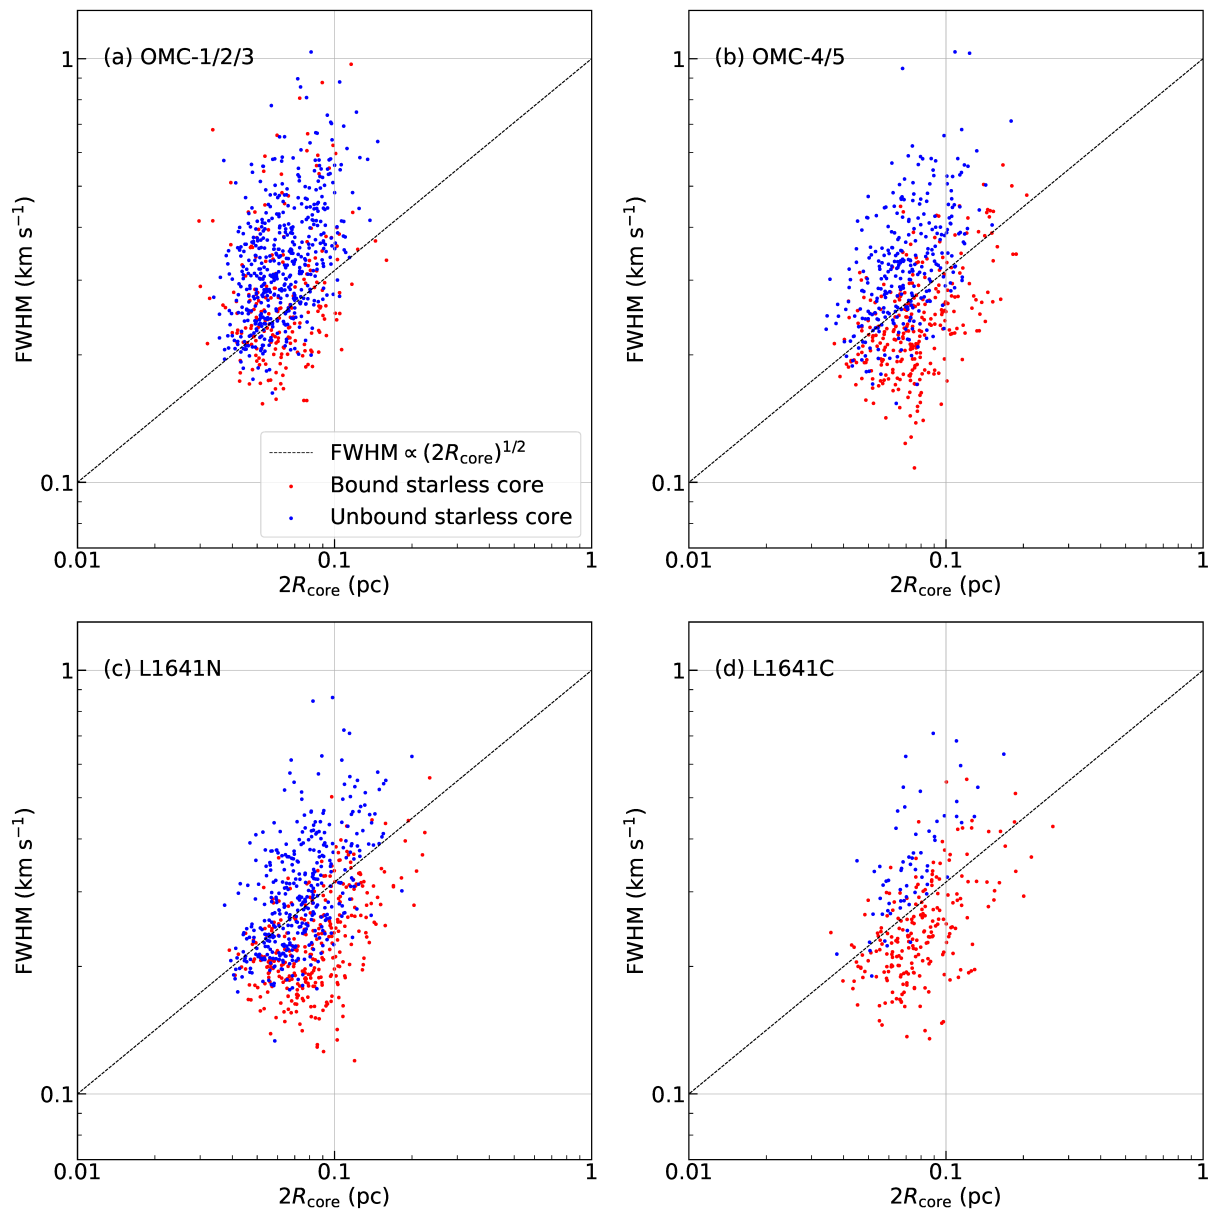 (a) OMC-1/2/3
1
0.1
FWHM (km s⁻¹)
FWHM ∝ (2R_core)^1/2
Bound starless core
Unbound starless core
0.01 0.1 1
2R_core (pc)
(b) OMC-4/5
1
0.1
FWHM (km s⁻¹)
0.01 0.1 1
2R_core (pc)
(c) L1641N
1
0.1
FWHM (km s⁻¹)
0.01 0.1 1
2R_core (pc)
(d) L1641C
1
0.1
FWHM (km s⁻¹)
0.01 0.1 1
2R_core (pc)